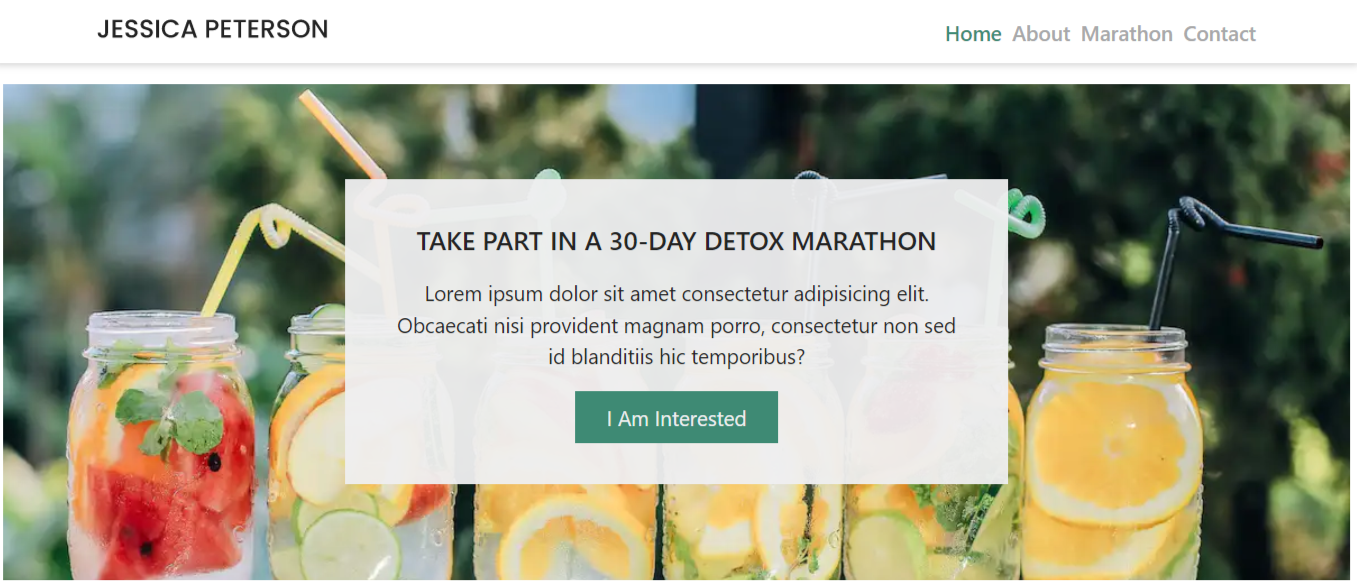 JESSICA PETERSON
Home About Marathon Contact
TAKE PART IN A 30-DAY DETOX MARATHON
Lorem ipsum dolor sit amet consectetur adipisicing elit.
Obcaecati nisi provident magnam porro, consectetur non sed
id blanditiis hic temporibus?
I Am Interested